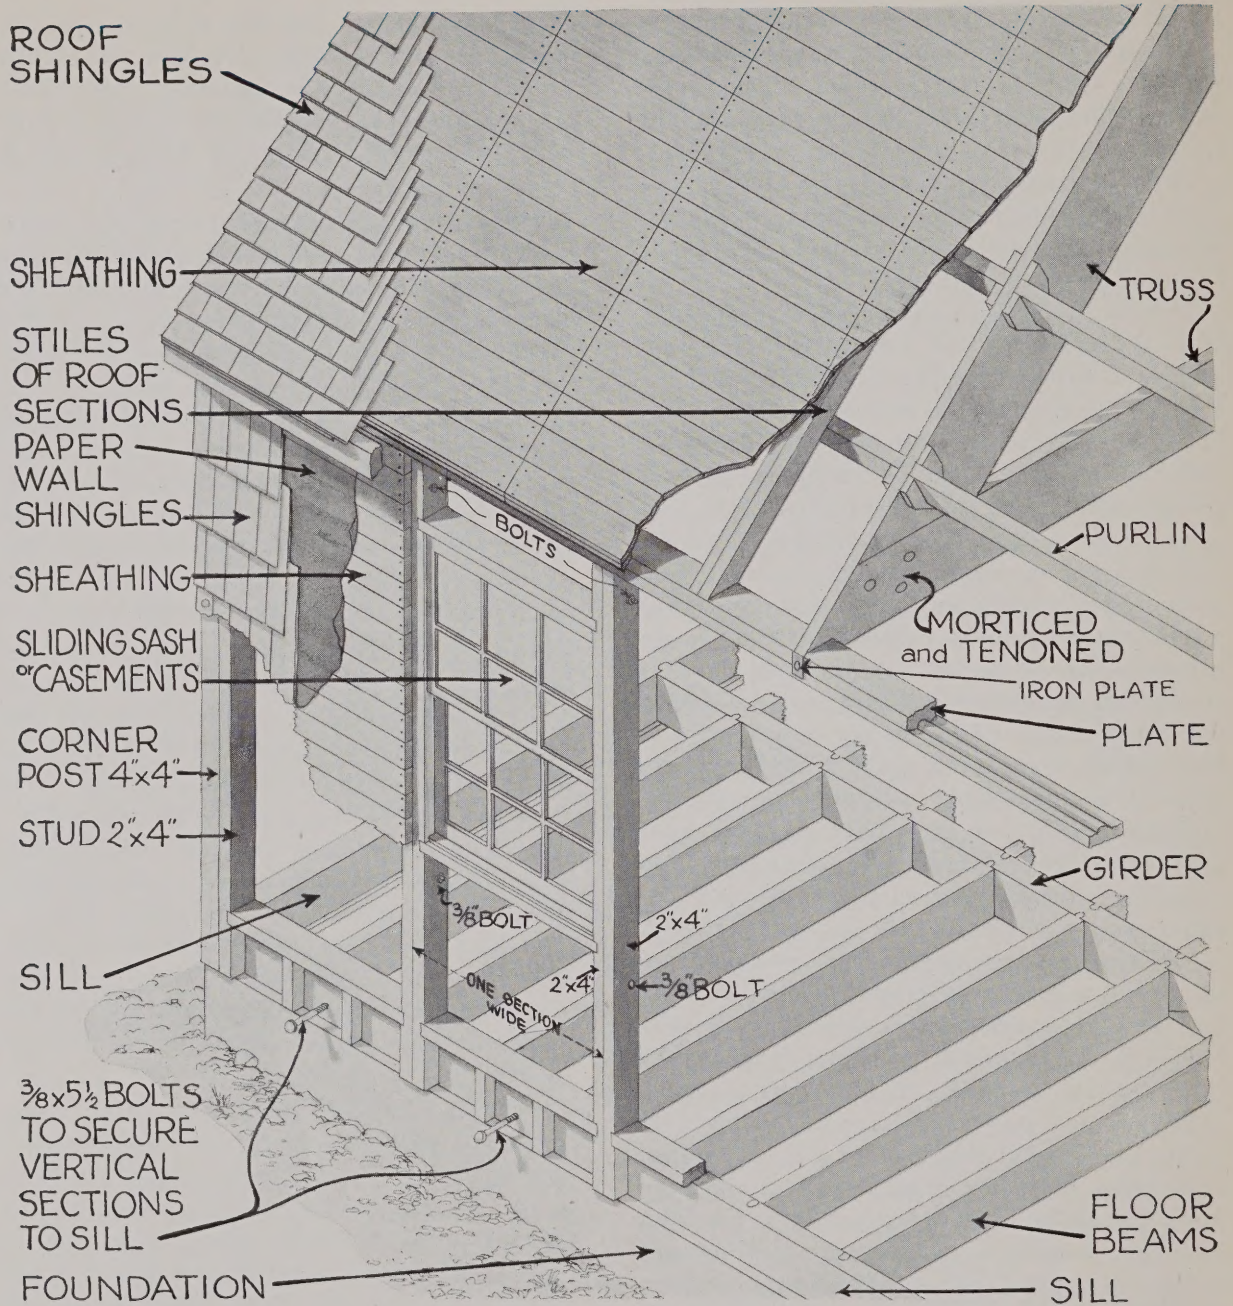 ROOF
SHINGLES
SHEATHING
STILES
OF ROOF
SECTIONS
PAPER
WALL
SHINGLES
SHEATHING
SLIDING SASH
or CASEMENTS
CORNER
POST 4"x4"
STUD 2"x4"
SILL
3/8x5 1/2 BOLTS
TO SECURE
VERTICAL
SECTIONS
TO SILL
FOUNDATION
BOLTS
3/8" BOLT
ONE SECTION
WIDE
2"x4"
2"x4"
3/8" BOLT
TRUSS
PURLIN
MORTICED
and TENONED
IRON PLATE
PLATE
GIRDER
FLOOR
BEAMS
SILL